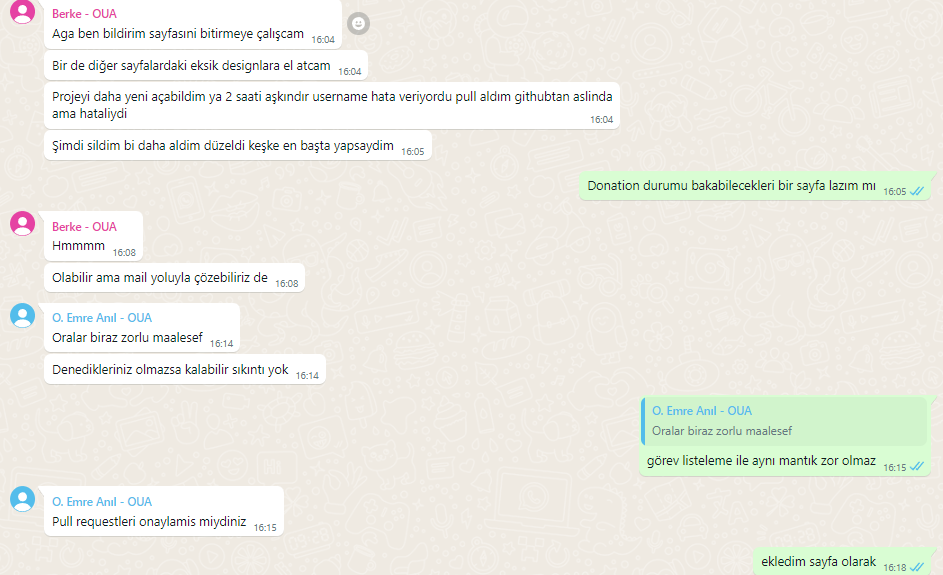 Berke - OUA
Aga ben bildirim sayfasıni bitirmeye çalışcam
16:04
Bir de diğer sayfalardaki eksik designlara el atcam
16:04
Projeyi daha yeni açabildim ya 2 saati aşkındır username hata veriyordu pull aldım githubtan aslinda
ama hataliydi
16:04
Şimdi sildim bi daha aldim düzeldi keşke en başta yapsaydim
16:05
Donation durumu bakabilecekleri bir sayfa lazım mı
16:05
Berke - OUA
Hmmmm
16:08
Olabilir ama mail yoluyla çözebiliriz de
16:08
O. Emre Anıl - OUA
Oralar biraz zorlu maalesef
16:14
Denedikleriniz olmazsa kalabilir sıkıntı yok
16:14
O. Emre Anıl - OUA
Oralar biraz zorlu maalesef
görev listeleme ile aynı mantık zor olmaz
16:15
O. Emre Anıl - OUA
Pull requestleri onaylamis miydiniz
16:15
ekledim sayfa olarak
16:18